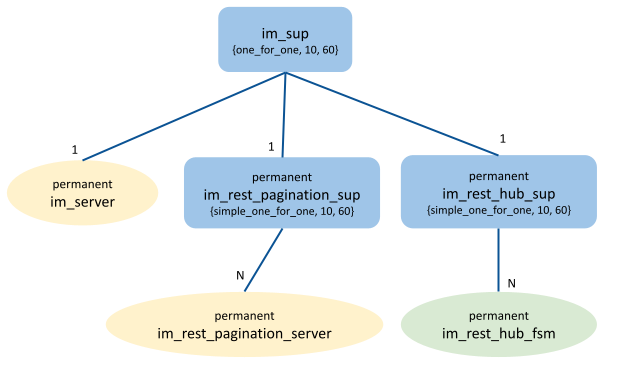 im_sup
{one_for_one, 10, 60}
1
1
1
permanent
im_server
permanent
im_rest_pagination_sup
{simple_one_for_one, 10, 60}
permanent
im_rest_hub_sup
{simple_one_for_one, 10, 60}
N
N
permanent
im_rest_pagination_server
permanent
im_rest_hub_fsm